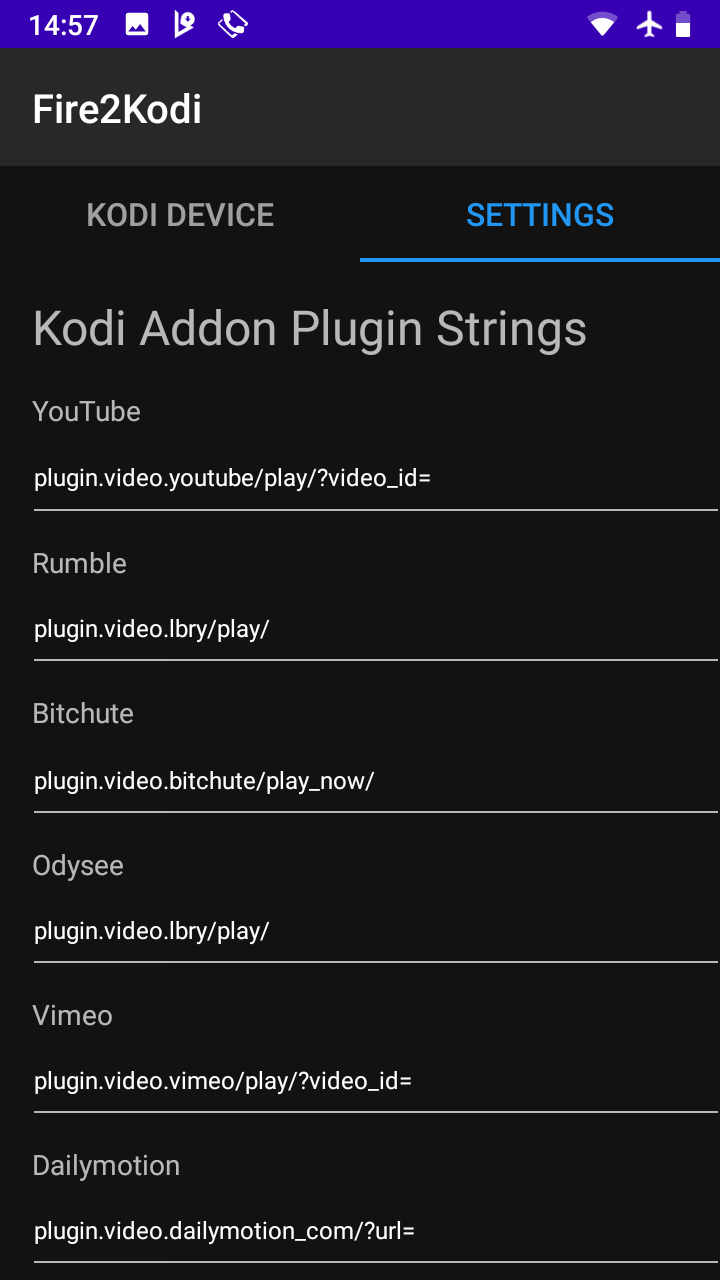 14:57
Fire2Kodi
KODI DEVICE
SETTINGS
Kodi Addon Plugin Strings
YouTube
plugin.video.youtube/play/?video_id=
Rumble
plugin.video.lbry/play/
Bitchute
plugin.video.bitchute/play_now/
Odysee
plugin.video.lbry/play/
Vimeo
plugin.video.vimeo/play/?video_id=
Dailymotion
plugin.video.dailymotion_com/?url=